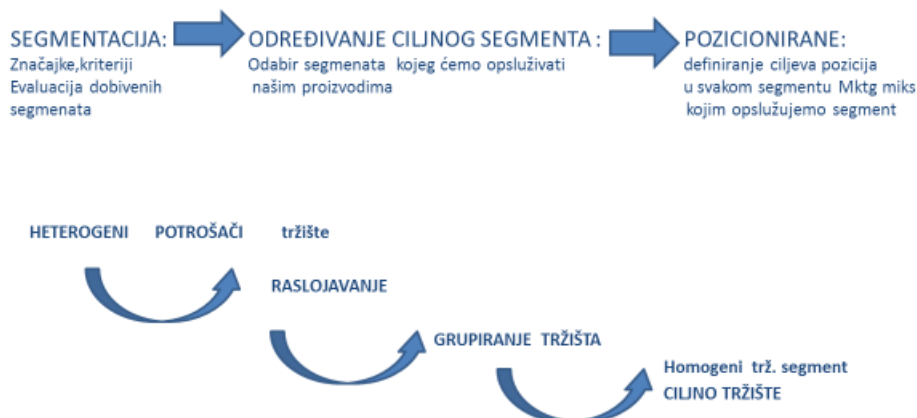 SEGMENTACIJA:
Značajke,kriteriji
Evaluacija dobivenih
segmenata
ODREĐIVANJE CILJNOG SEGMENTA :
Odabir segmenata kojeg ćemo opsluživati
našim proizvodima
POZICIONIRANE:
definiranje ciljeva pozicija
u svakom segmentu Mktg miks
kojim opslužujemo segment
HETEROGENI POTROŠAČI tržište
RASLOJAVANJE
GRUPIRANJE TRŽIŠTA
Homogeni trž. segment
CILJNO TRŽIŠTE